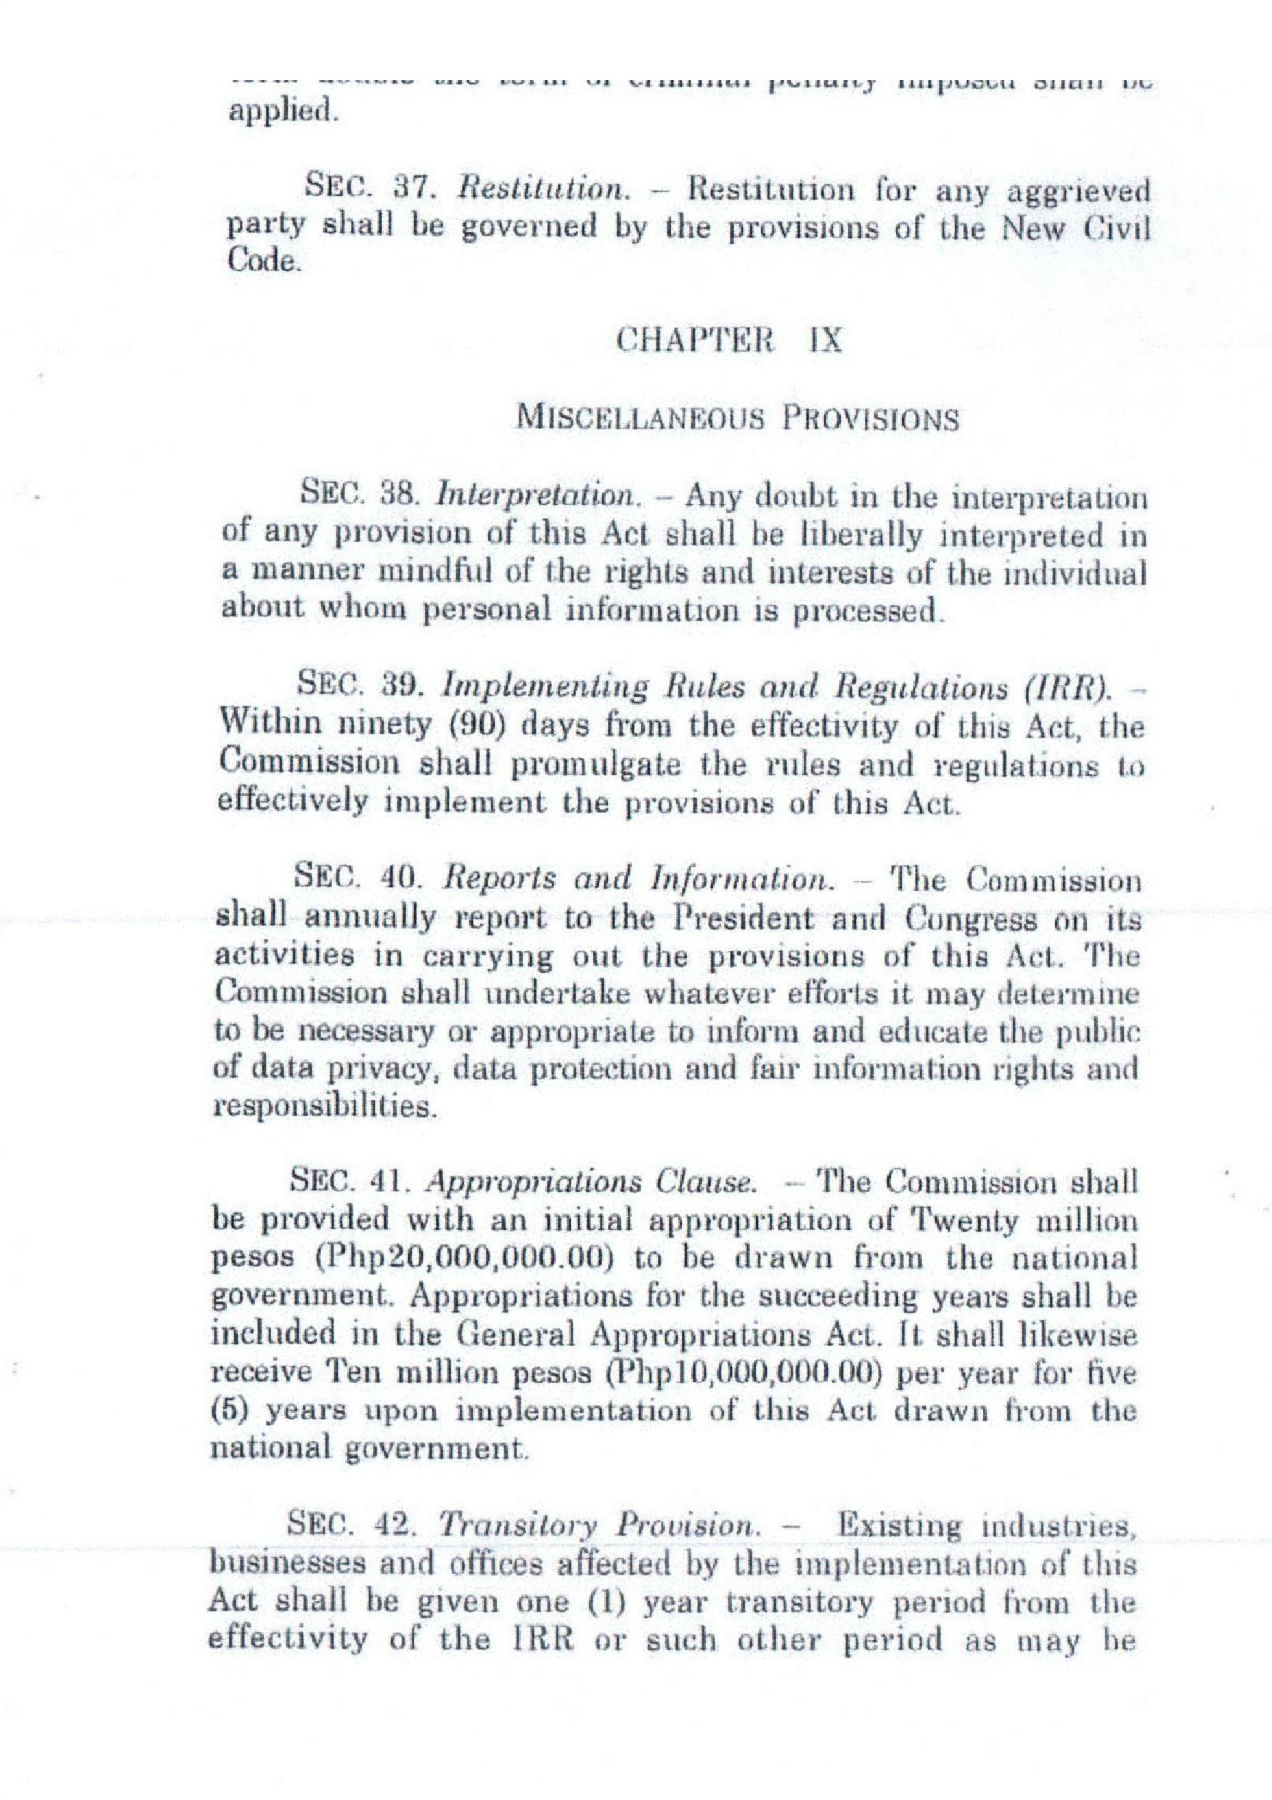 term double the term of criminal penalty imposed shall be
applied.
SEC. 37. Restitution. – Restitution for any aggrieved
party shall be governed by the provisions of the New Civil
Code.
CHAPTER IX
MISCELLANEOUS PROVISIONS
SEC. 38. Interpretation. – Any doubt in the interpretation
of any provision of this Act shall be liberally interpreted in
a manner mindful of the rights and interests of the individual
about whom personal information is processed.
SEC. 39. Implementing Rules and Regulations (IRR). –
Within ninety (90) days from the effectivity of this Act, the
Commission shall promulgate the rules and regulations to
effectively implement the provisions of this Act.
SEC. 40. Reports and Information. – The Commission
shall annually report to the President and Congress on its
activities in carrying out the provisions of this Act. The
Commission shall undertake whatever efforts it may determine
to be necessary or appropriate to inform and educate the public
of data privacy, data protection and fair information rights and
responsibilities.
SEC. 41. Appropriations Clause. – The Commission shall
be provided with an initial appropriation of Twenty million
pesos (Php20,000,000.00) to be drawn from the national
government. Appropriations for the succeeding years shall be
included in the General Appropriations Act. It shall likewise
receive Ten million pesos (Php10,000,000.00) per year for five
(5) years upon implementation of this Act drawn from the
national government.
SEC. 42. Transitory Provision. – Existing industries,
businesses and offices affected by the implementation of this
Act shall be given one (1) year transitory period from the
effectivity of the IRR or such other period as may be